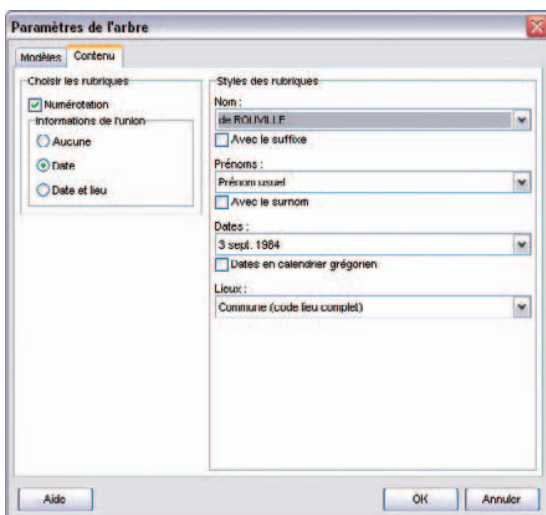 Paramètres de l'arbre
Modèles Contenu
Choisir les rubriques
Numérotation
Informations de l'union
Aucune
Date
Date et lieu
Styles des rubriques
Nom :
de ROUVILLE
Avec le suffixe
Prénoms :
Prénom usuel
Avec le surnom
Dates :
3 sept. 1984
Dates en calendrier grégorien
Lieux :
Commune (code lieu complet)
Aide OK Annuler